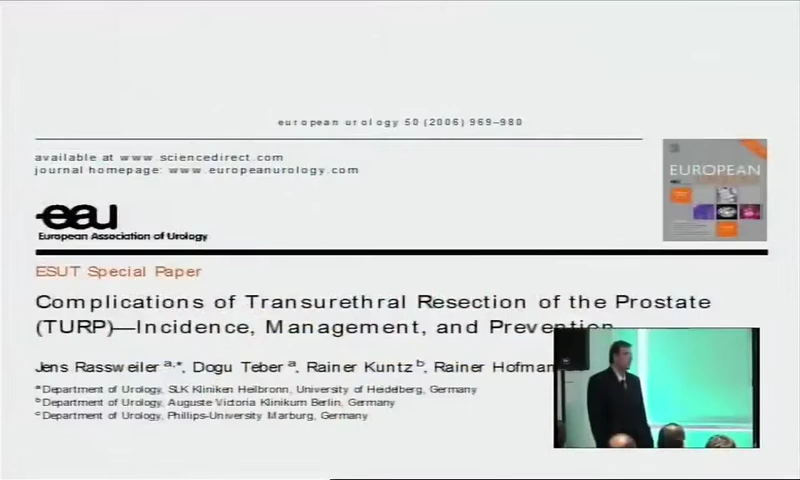 european urology 50 (2006) 969–980
available at www.sciencedirect.com
journal homepage: www.europeanurology.com
EUROPEAN
eau
European Association of Urology
ESUT Special Paper
Complications of Transurethral Resection of the Prostate
(TURP)—Incidence, Management, and Prevention
Jens Rassweiler a,*, Dogu Teber a, Rainer Kuntz b, Rainer
a Department of Urology, SLK Kliniken Heilbronn, University of Heidelberg, Germany
b Department of Urology, Auguste Victoria Klinikum Berlin, Germany
c Department of Urology, Phillips-University Marburg, Germany